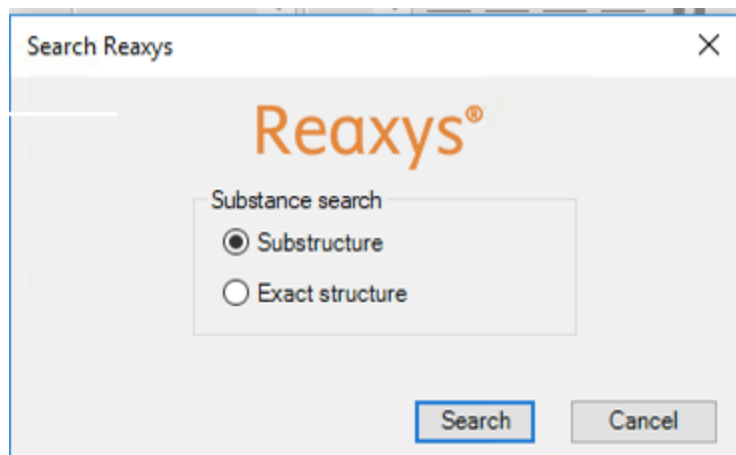 Search Reaxys
Reaxys®
Substance search
Substructure
Exact structure
Search Cancel